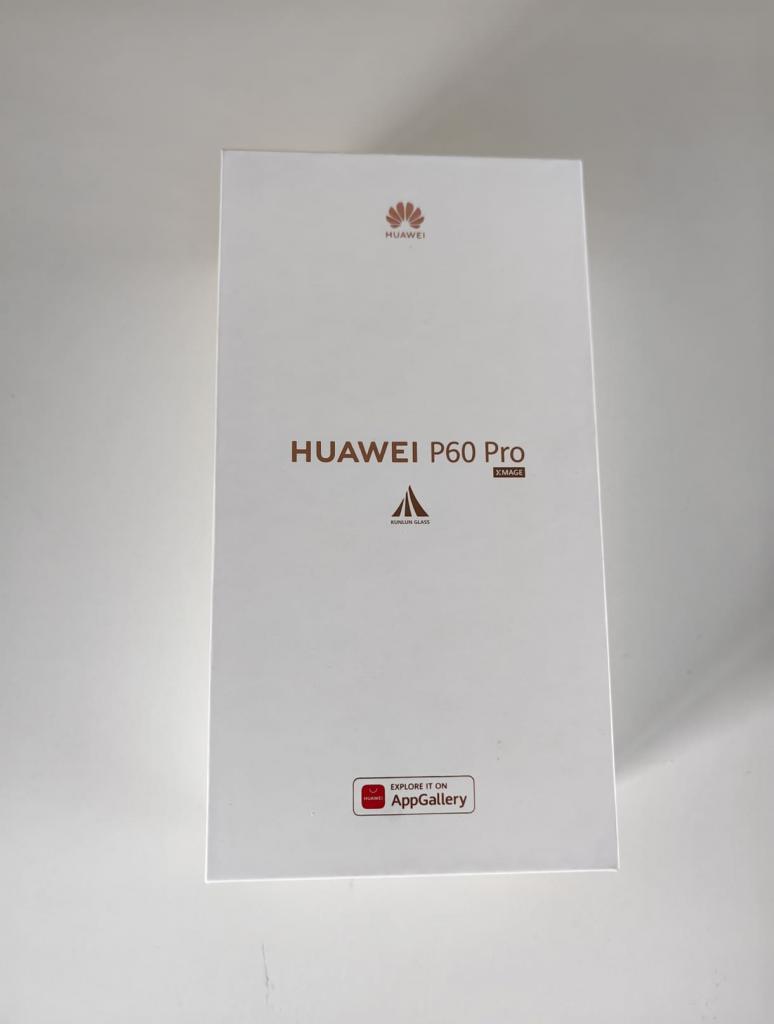 HUAWEI
HUAWEI P60 Pro
XMAGE
KUNLUN GLASS
EXPLORE IT ON
HUAWEI
AppGallery